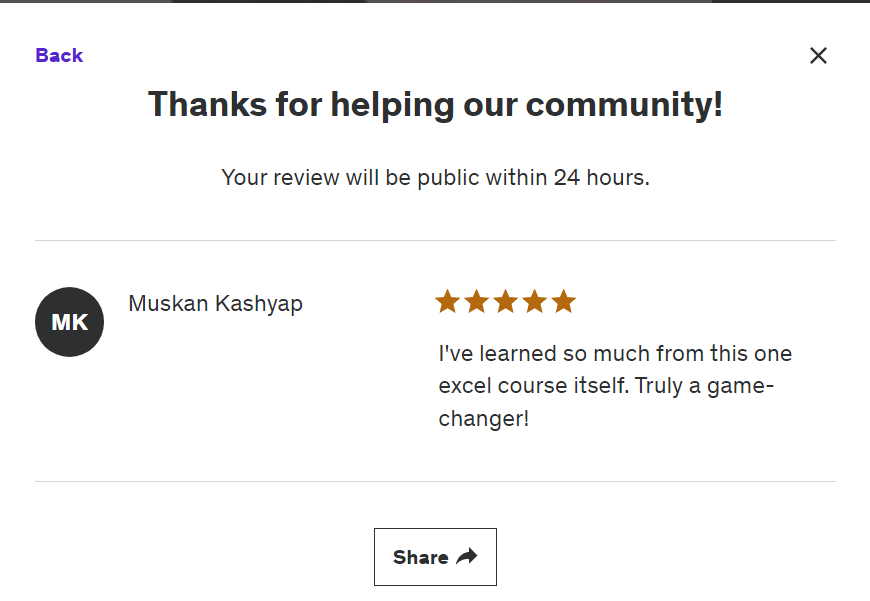 Back
Thanks for helping our community!
Your review will be public within 24 hours.
MK
Muskan Kashyap
I've learned so much from this one
excel course itself. Truly a game-
changer!
Share